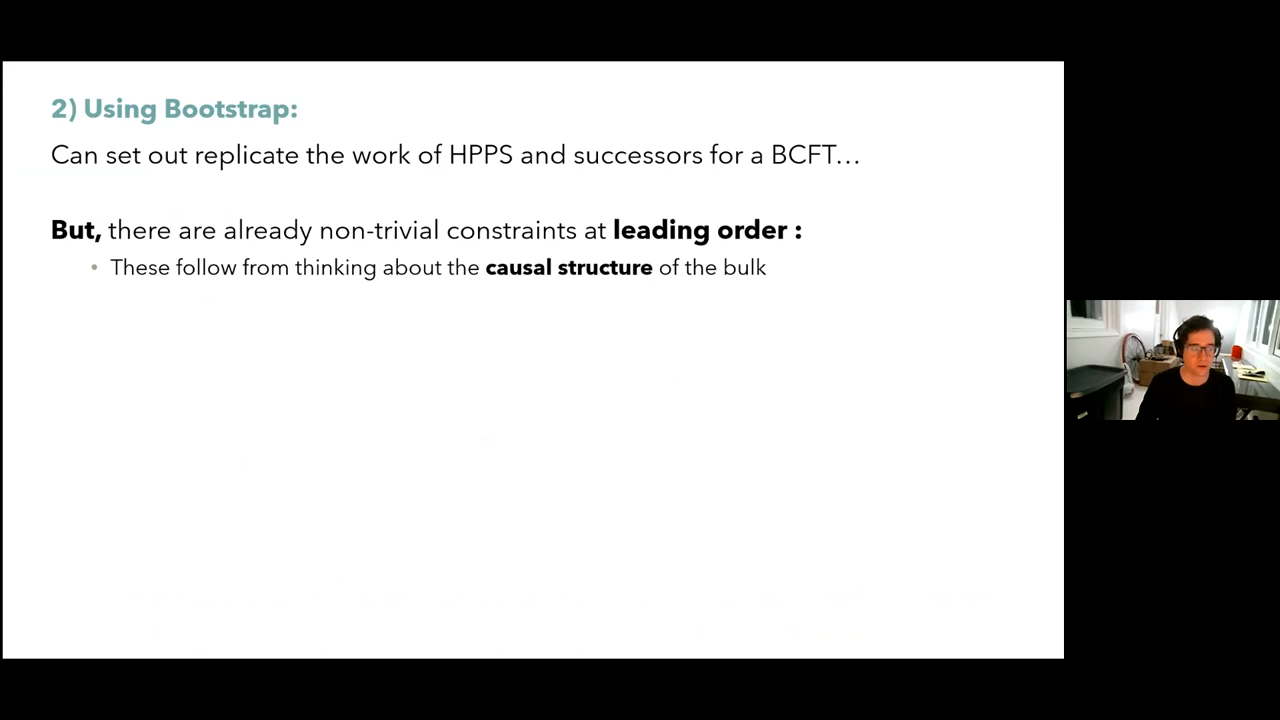 2) Using Bootstrap:
Can set out replicate the work of HPPS and successors for a BCFT…
But, there are already non-trivial constraints at leading order :
• These follow from thinking about the causal structure of the bulk